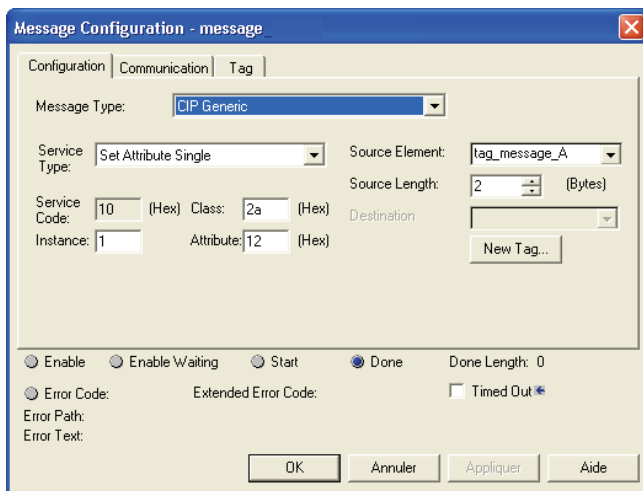 Message Configuration - message_
Configuration Communication Tag
Message Type: CIP Generic
Service Type: Set Attribute Single
Source Element: tag_message_A
Source Length: 2 (Bytes)
Service Code: 10 (Hex) Class: 2a (Hex)
Destination
Instance: 1 Attribute: 12 (Hex)
New Tag...
Enable Enable Waiting Start Done Done Length: 0
Error Code: Extended Error Code: Timed Out
Error Path:
Error Text:
OK Annuler Appliquer Aide